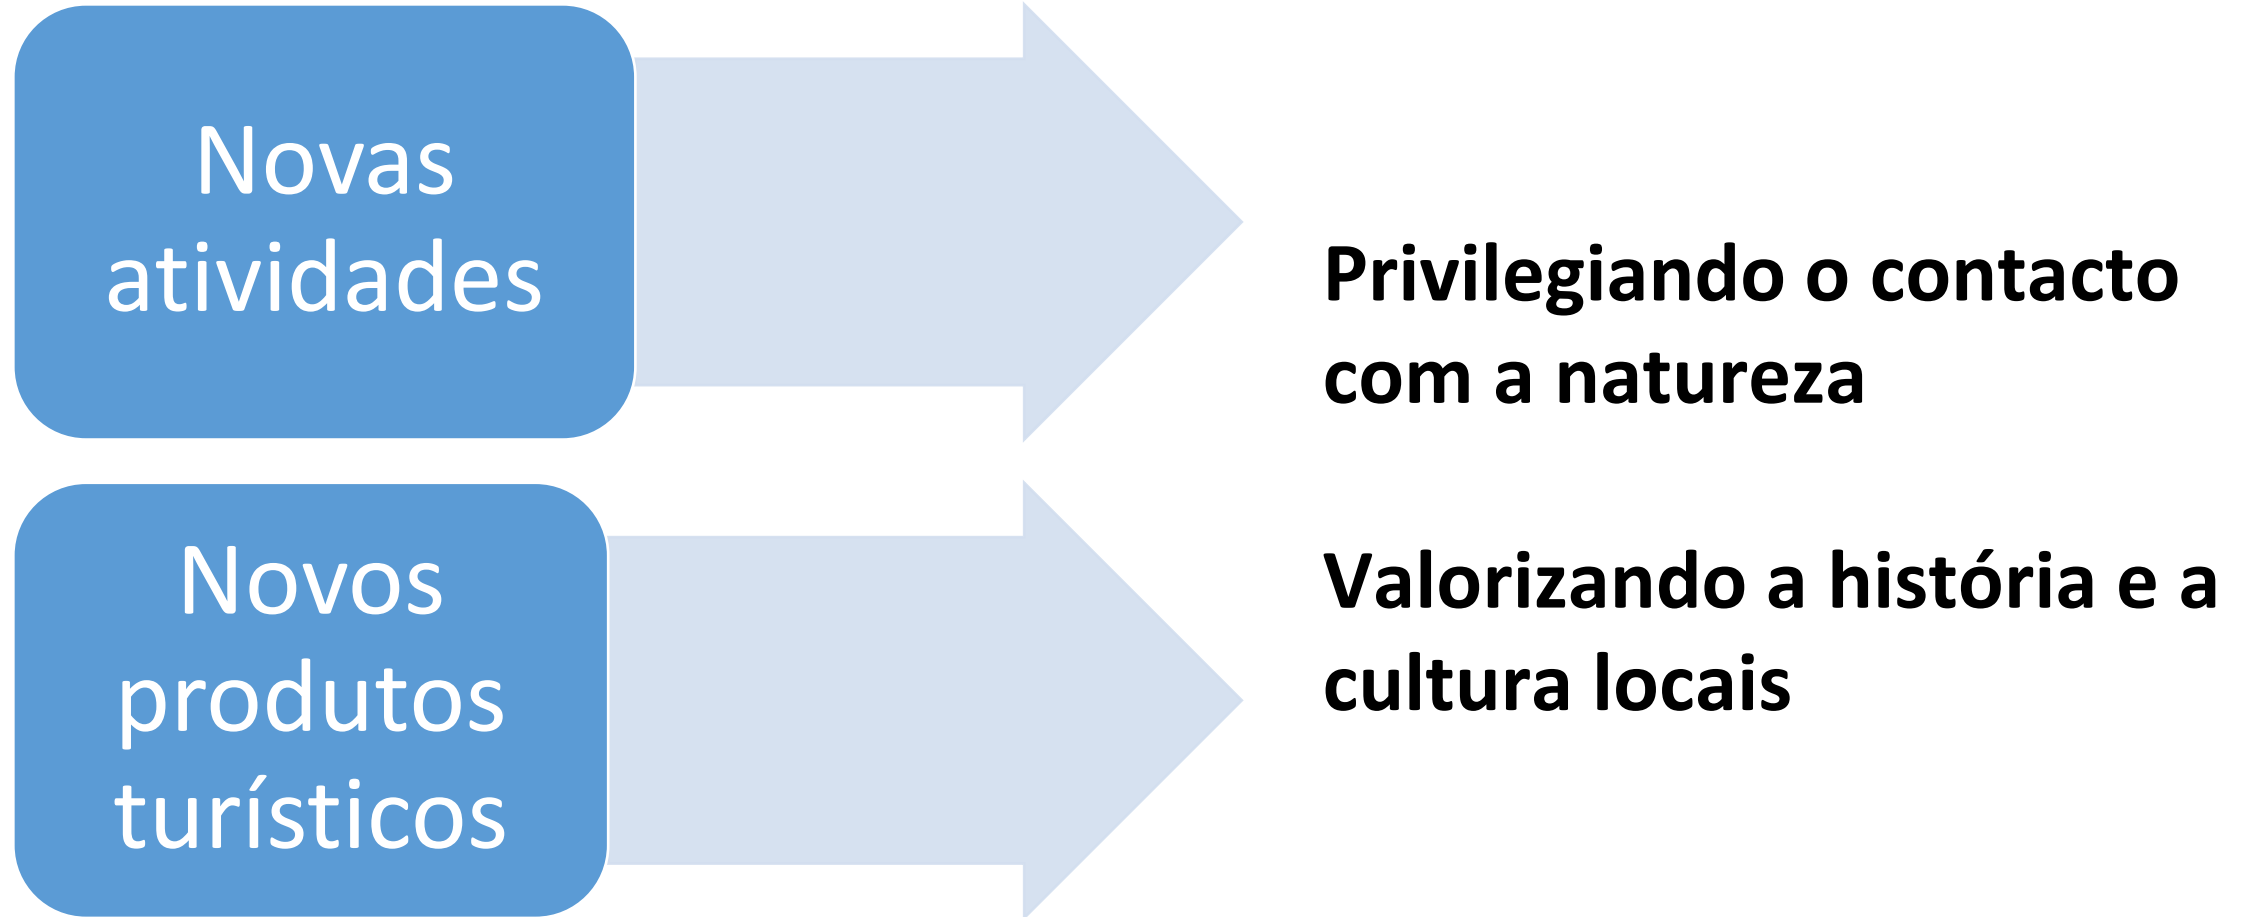 Novas
atividades
Privilegiando o contacto
com a natureza
Novos
produtos
turísticos
Valorizando a história e a
cultura locais